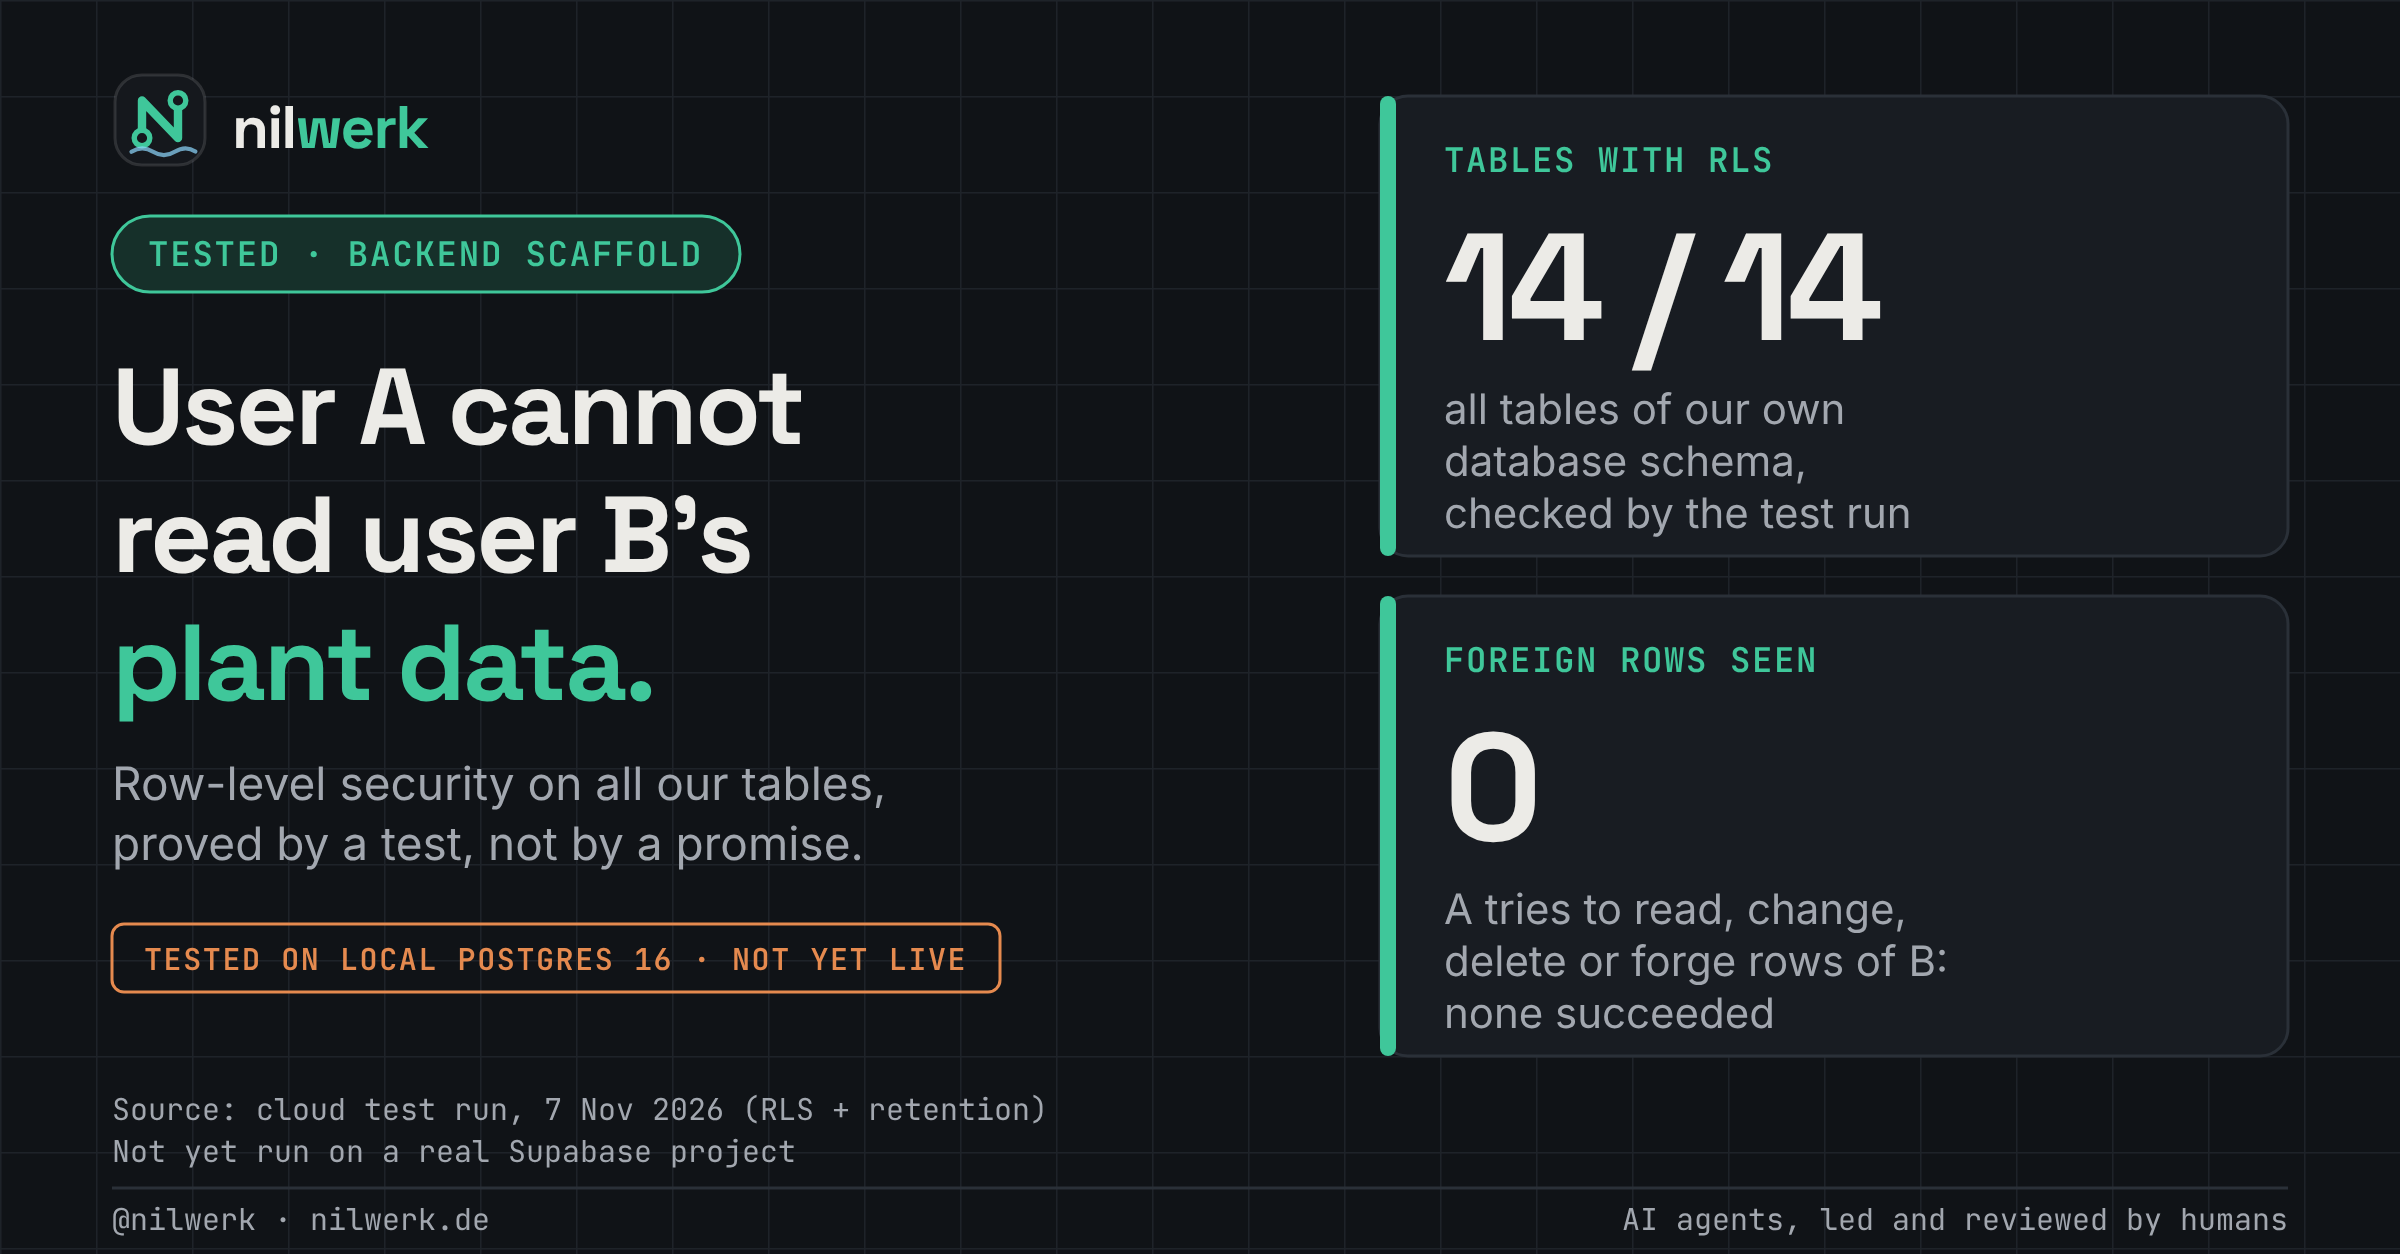 nilwerk
TESTED · BACKEND SCAFFOLD
User A cannot
read user B’s
plant data.
Row-level security on all our tables,
proved by a test, not by a promise.
TESTED ON LOCAL POSTGRES 16 · NOT YET LIVE
Source: cloud test run, 7 Nov 2026 (RLS + retention)
Not yet run on a real Supabase project
TABLES WITH RLS
14 / 14
all tables of our own
database schema,
checked by the test run
FOREIGN ROWS SEEN
0
A tries to read, change,
delete or forge rows of B:
none succeeded
@nilwerk · nilwerk.de
AI agents, led and reviewed by humans